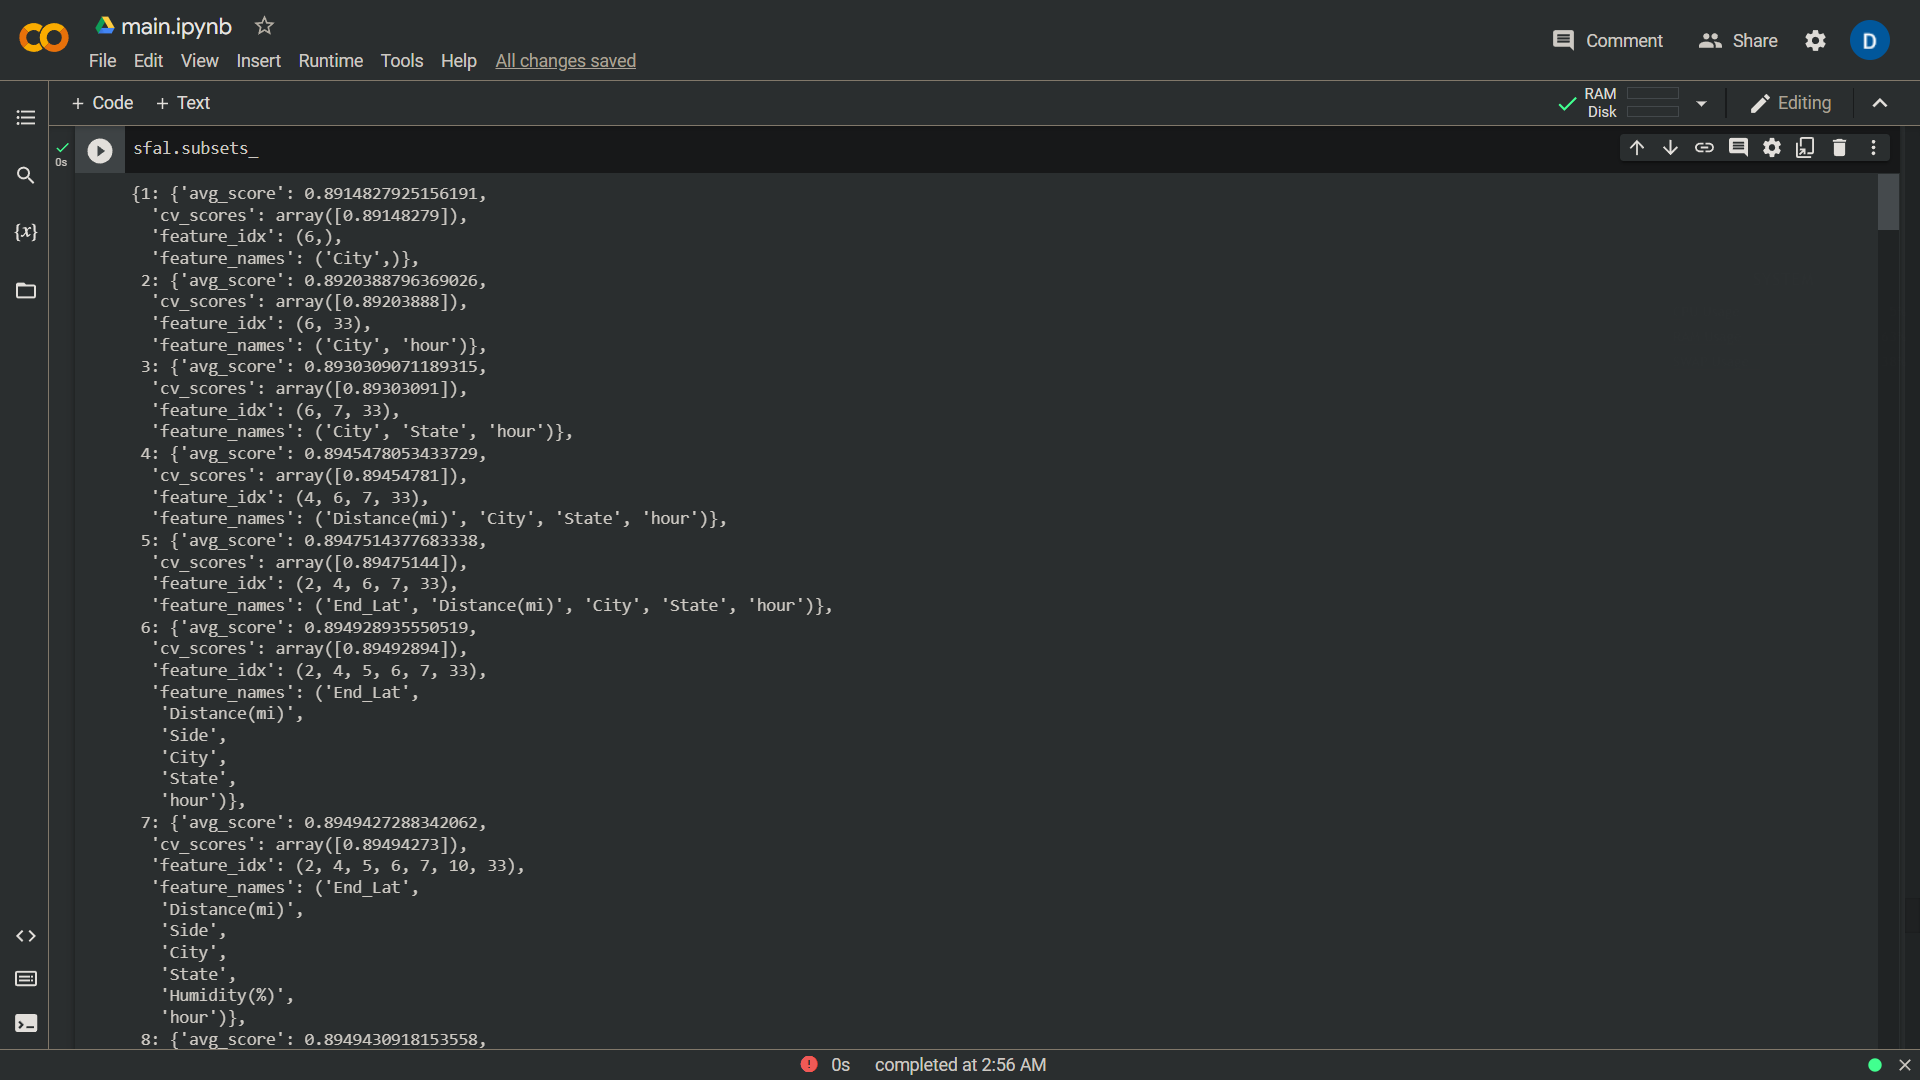 main.ipynb
Comment
Share
D
File Edit View Insert Runtime Tools Help All changes saved
+ Code + Text
RAM
Disk
Editing
0s
sfal.subsets_
{x}
{1: {'avg_score': 0.8914827925156191,
'cv_scores': array([0.89148279]),
'feature_idx': (6,),
'feature_names': ('City',)},
2: {'avg_score': 0.8920388796369026,
'cv_scores': array([0.89203888]),
'feature_idx': (6, 33),
'feature_names': ('City', 'hour')},
3: {'avg_score': 0.8930309071189315,
'cv_scores': array([0.89303091]),
'feature_idx': (6, 7, 33),
'feature_names': ('City', 'State', 'hour')},
4: {'avg_score': 0.8945478053433729,
'cv_scores': array([0.89454781]),
'feature_idx': (4, 6, 7, 33),
'feature_names': ('Distance(mi)', 'City', 'State', 'hour')},
5: {'avg_score': 0.8947514377683338,
'cv_scores': array([0.89475144]),
'feature_idx': (2, 4, 6, 7, 33),
'feature_names': ('End_Lat', 'Distance(mi)', 'City', 'State', 'hour')},
6: {'avg_score': 0.894928935550519,
'cv_scores': array([0.89492894]),
'feature_idx': (2, 4, 5, 6, 7, 33),
'feature_names': ('End_Lat',
'Distance(mi)',
'Side',
'City',
'State',
'hour')},
7: {'avg_score': 0.8949427288342062,
'cv_scores': array([0.89494273]),
'feature_idx': (2, 4, 5, 6, 7, 10, 33),
'feature_names': ('End_Lat',
'Distance(mi)',
'Side',
'City',
'State',
'Humidity(%)',
'hour')},
8: {'avg_score': 0.8949430918153558,
0s completed at 2:56 AM